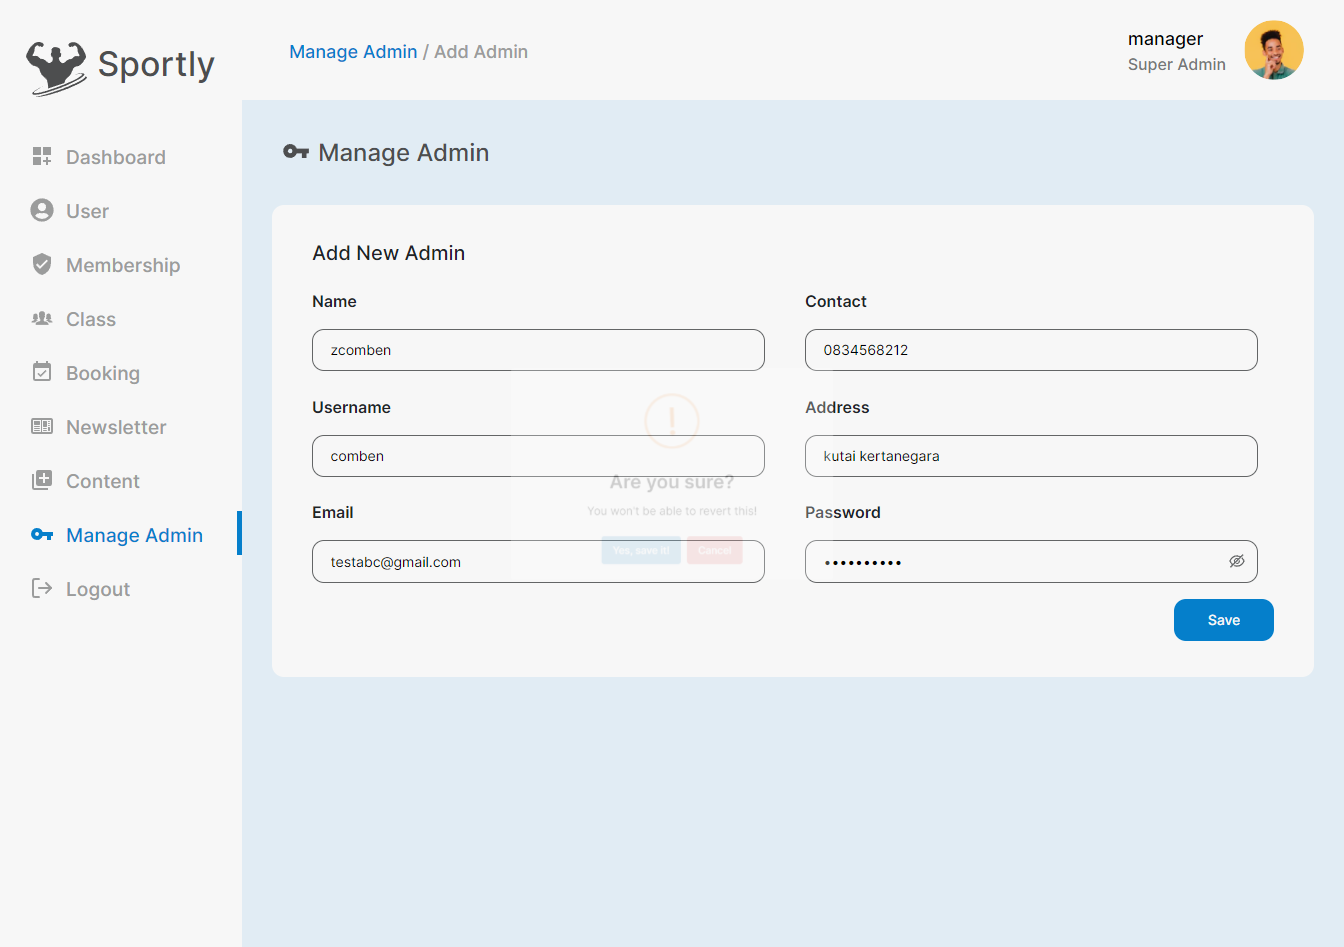 Sportly
Manage Admin / Add Admin
manager
Super Admin
Dashboard
User
Membership
Class
Booking
Newsletter
Content
Manage Admin
Logout
Manage Admin
Add New Admin
Name
Contact
zcomben
0834568212
Username
Address
comben
kutai kertanegara
Email
Password
testabc@gmail.com
••••••••••
Save
Are you sure?
You won't be able to revert this!
Yes, save it!
Cancel